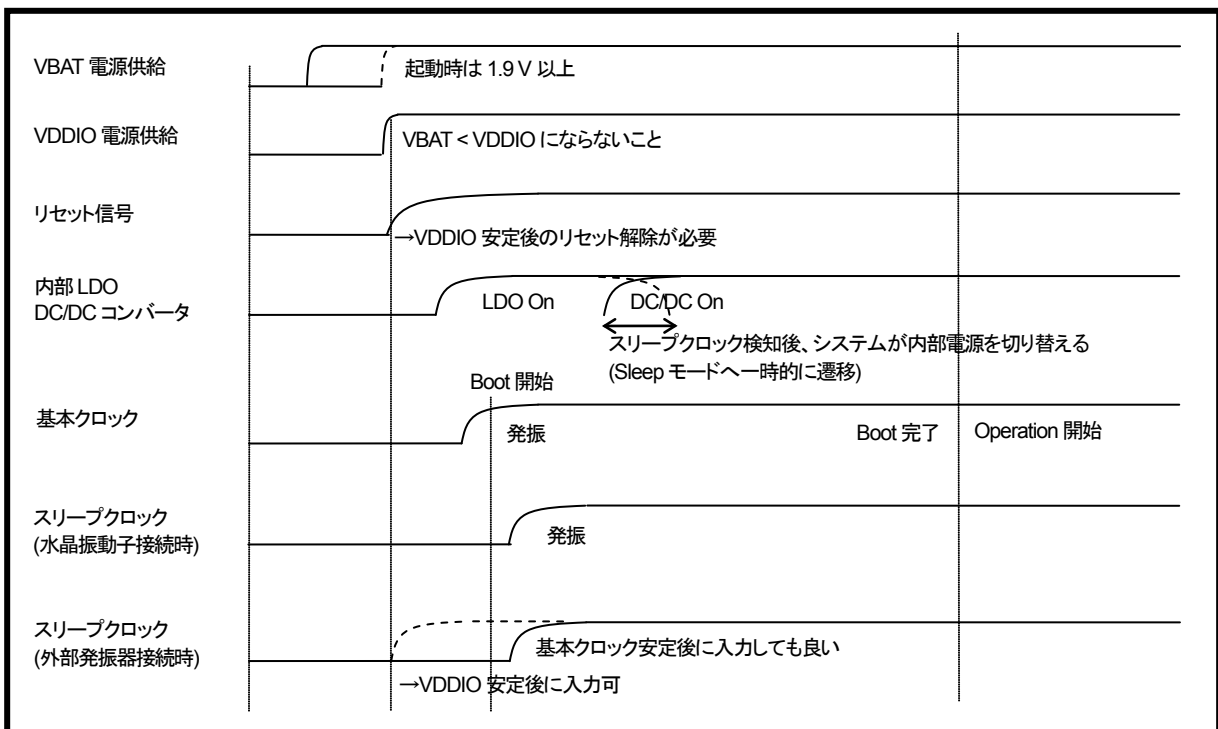 VBAT 電源供給
起動時は 1.9 V 以上
VDDIO 電源供給
VBAT < VDDIO にならないこと
リセット信号
→VDDIO 安定後のリセット解除が必要
内部 LDO
DC/DC コンバータ
LDO On
DC/DC On
スリープクロック検知後、システムが内部電源を切り替える
(Sleep モードへ一時的に遷移)
Boot 開始
基本クロック
発振
Boot 完了
Operation 開始
スリープクロック
(水晶振動子接続時)
発振
スリープクロック
(外部発振器接続時)
基本クロック安定後に入力しても良い
→VDDIO 安定後に入力可